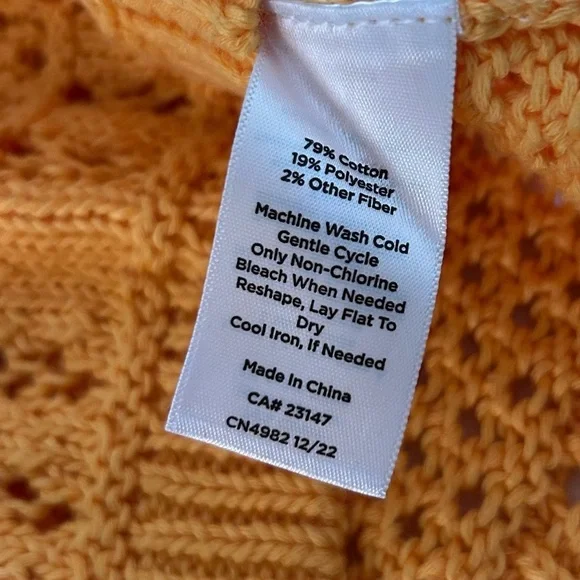 79% Cotton
19% Polyester
2% Other Fiber
Machine Wash Cold
Gentle Cycle
Only Non-Chlorine
Bleach When Needed
Reshape, Lay Flat To
Dry
Cool Iron, If Needed
Made In China
CA# 23147
CN4982 12/22